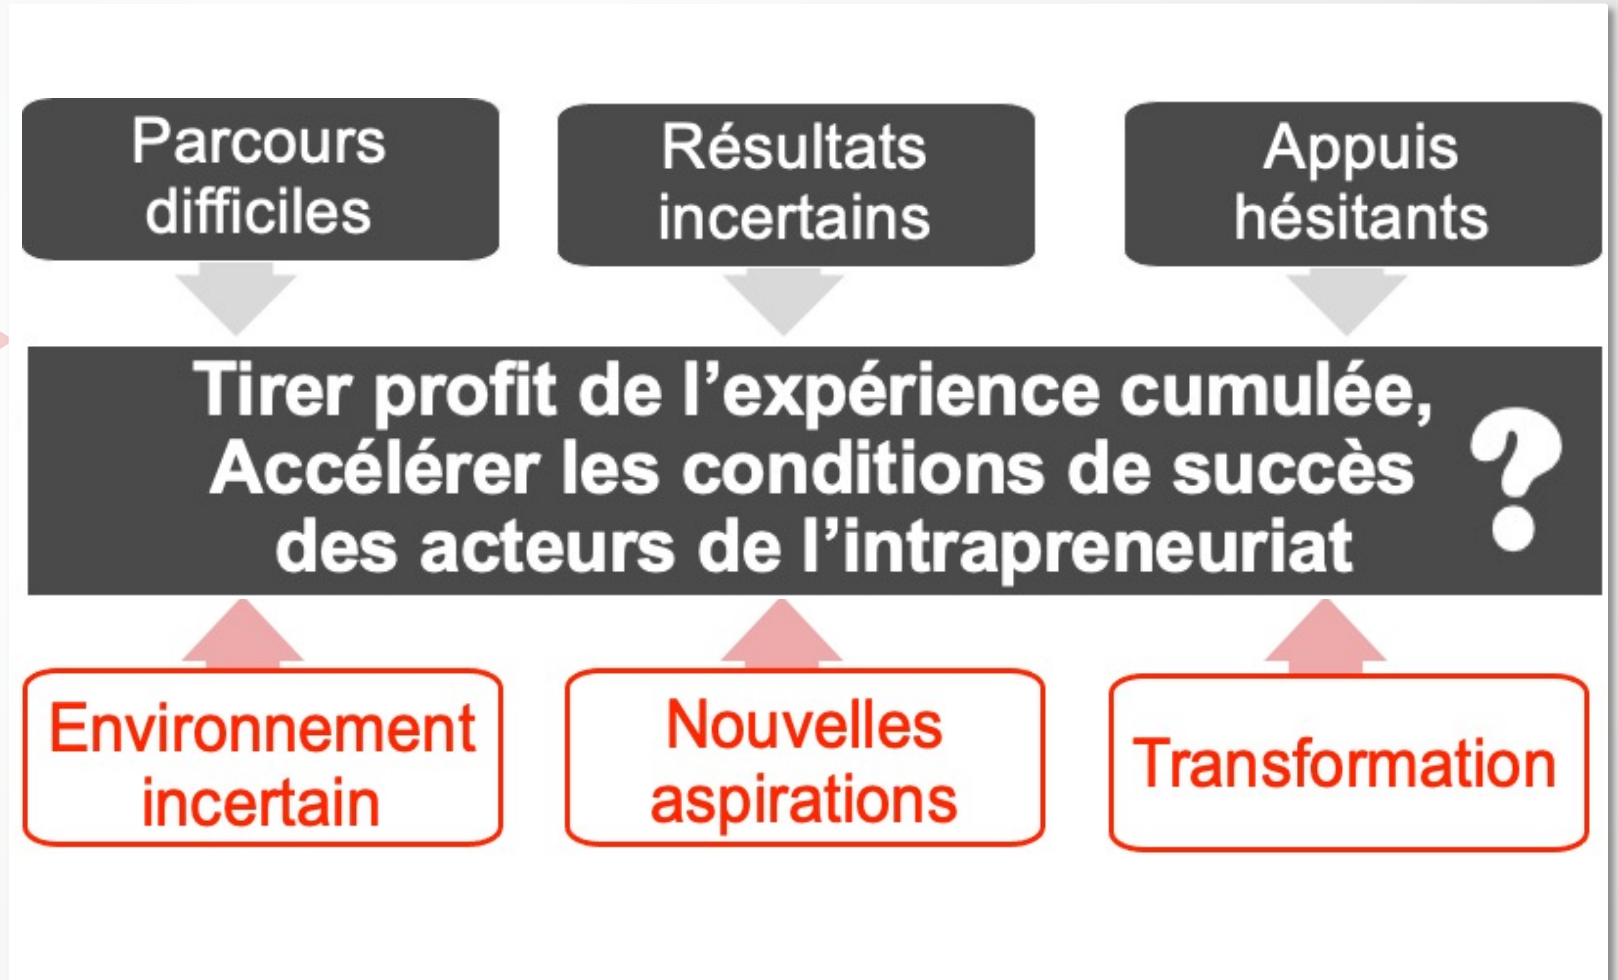 Parcours
difficiles
Résultats
incertains
Appuis
hésitants
Tirer profit de l’expérience cumulée,
Accélérer les conditions de succès
des acteurs de l’intrapreneuriat
?
Environnement
incertain
Nouvelles
aspirations
Transformation